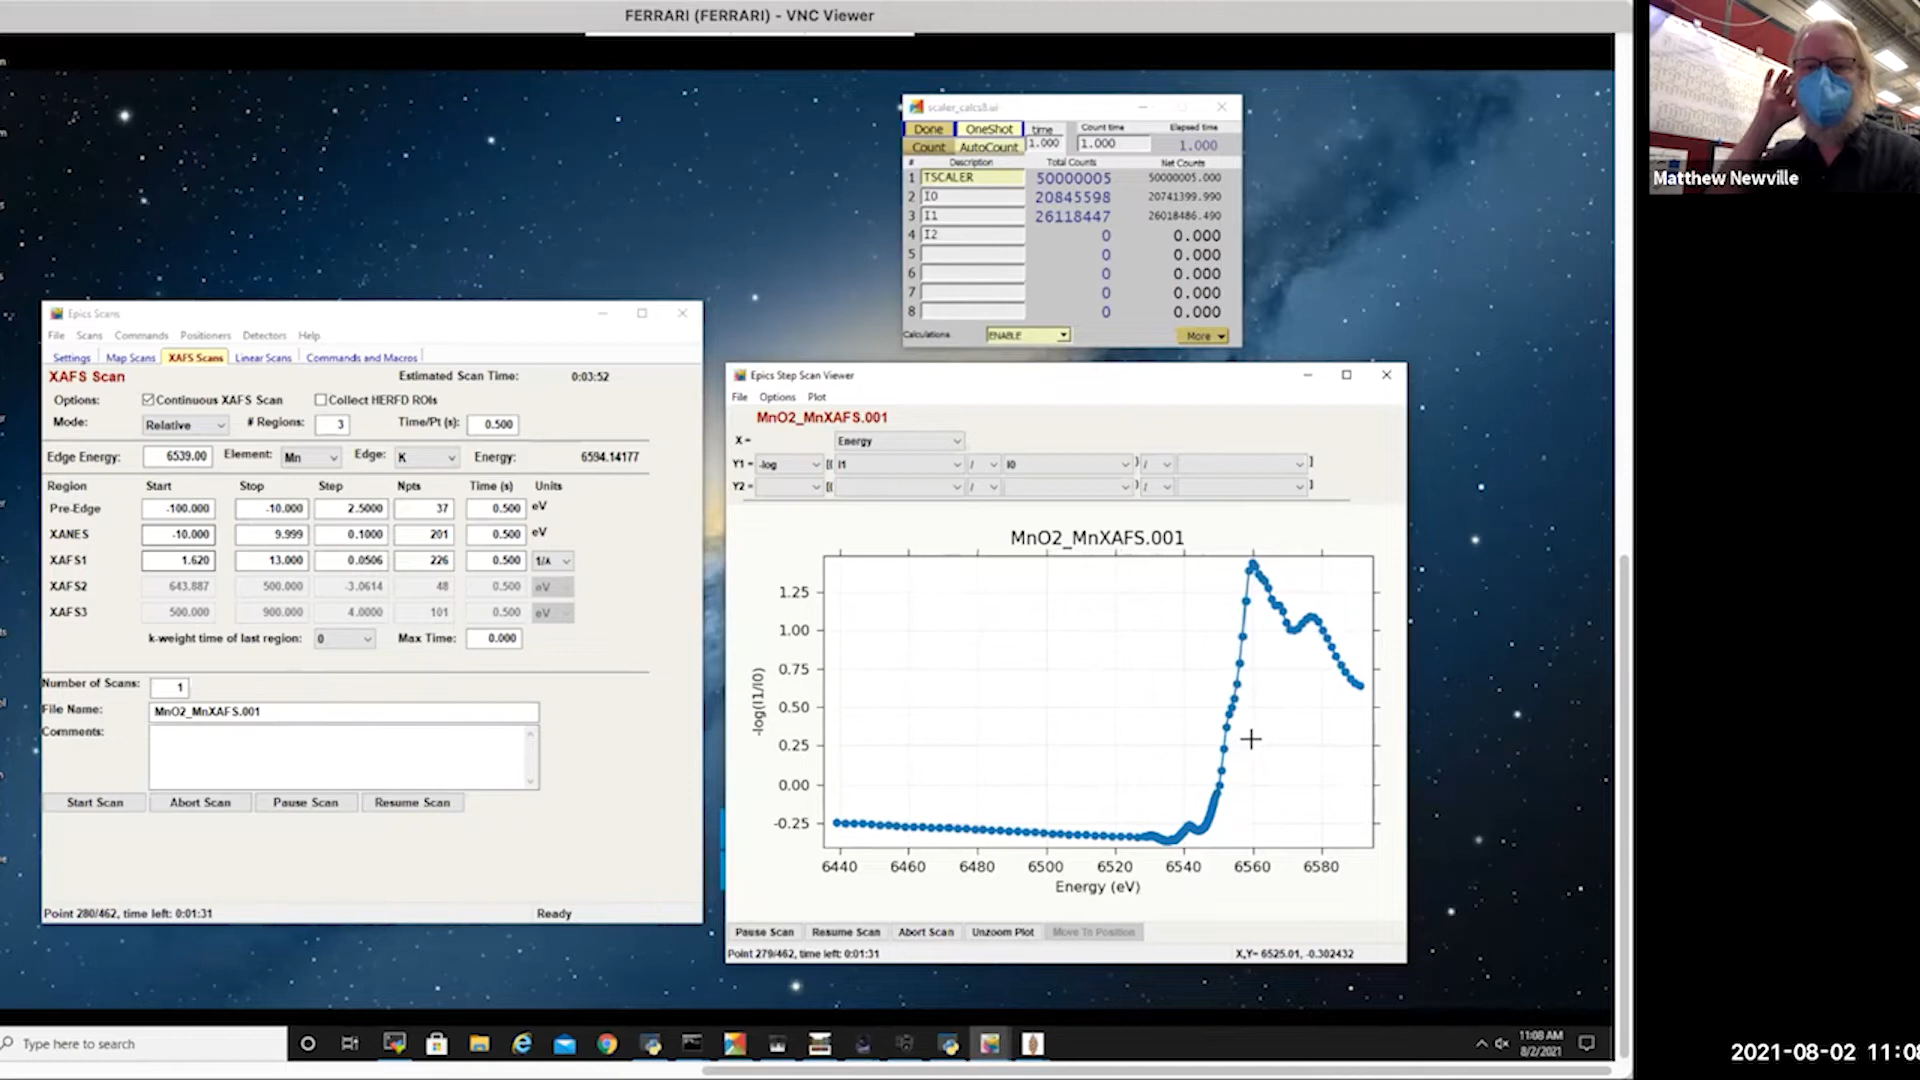 FERRARI (FERRARI) - VNC Viewer
Matthew Newville
scaler_calcs8.ui
Done OneShot time Count time Elapsed time
Count AutoCount 1.000 1.000 1.000
# Description Total Counts Net Counts
1 TSCALER 50000005 50000005.000
2 I0 20845598 20741399.990
3 I1 26118447 26018486.490
4 I2 0 0.000
5 0 0.000
6 0 0.000
7 0 0.000
8 0 0.000
Calculations ENABLE More
Epics Scans
File Scans Commands Positioners Detectors Help
Settings Map Scans XAFS Scans Linear Scans Commands and Macros
XAFS Scan Estimated Scan Time: 0:03:52
Options: Continuous XAFS Scan Collect HERFD ROIs
Mode: Relative # Regions: 3 Time/Pt (s): 0.500
Edge Energy: 6539.00 Element: Mn Edge: K Energy: 6594.14177
Region Start Stop Step Npts Time (s) Units
Pre-Edge -100.000 -10.000 2.5000 37 0.500 eV
XANES -10.000 9.999 0.1000 201 0.500 eV
XAFS1 1.620 13.000 0.0506 226 0.500 1/A
XAFS2 643.887 500.000 -3.0614 48 0.500 eV
XAFS3 500.000 900.000 4.0000 101 0.500 eV
k-weight time of last region: 0 Max Time: 0.000
Number of Scans: 1
File Name: MnO2_MnXAFS.001
Comments:
Start Scan Abort Scan Pause Scan Resume Scan
Point 280/462, time left: 0:01:31 Ready
Epics Step Scan Viewer
File Options Plot
MnO2_MnXAFS.001
X = Energy
Y1 = -log [( I1 / I0 ) / ]
Y2 = [( / ) / ]
MnO2_MnXAFS.001
1.25
1.00
0.75
0.50
0.25
0.00
-0.25
-log(I1/I0)
6440 6460 6480 6500 6520 6540 6560 6580
Energy (eV)
Pause Scan Resume Scan Abort Scan Unzoom Plot Move To Position
Point 279/462, time left: 0:01:31 X,Y= 6525.01, -0.302432
Type here to search
11:08 AM
8/2/2021
2021-08-02 11:08